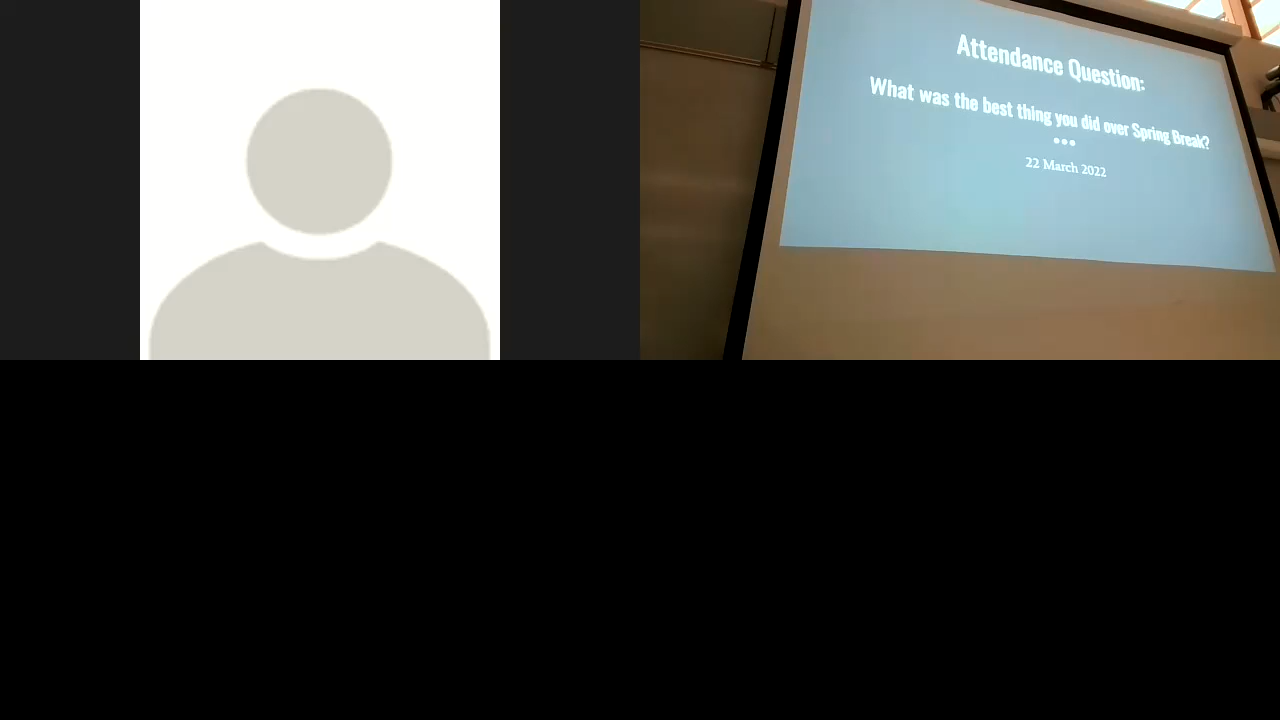 Attendance Question:
What was the best thing you did over Spring Break?
22 March 2022